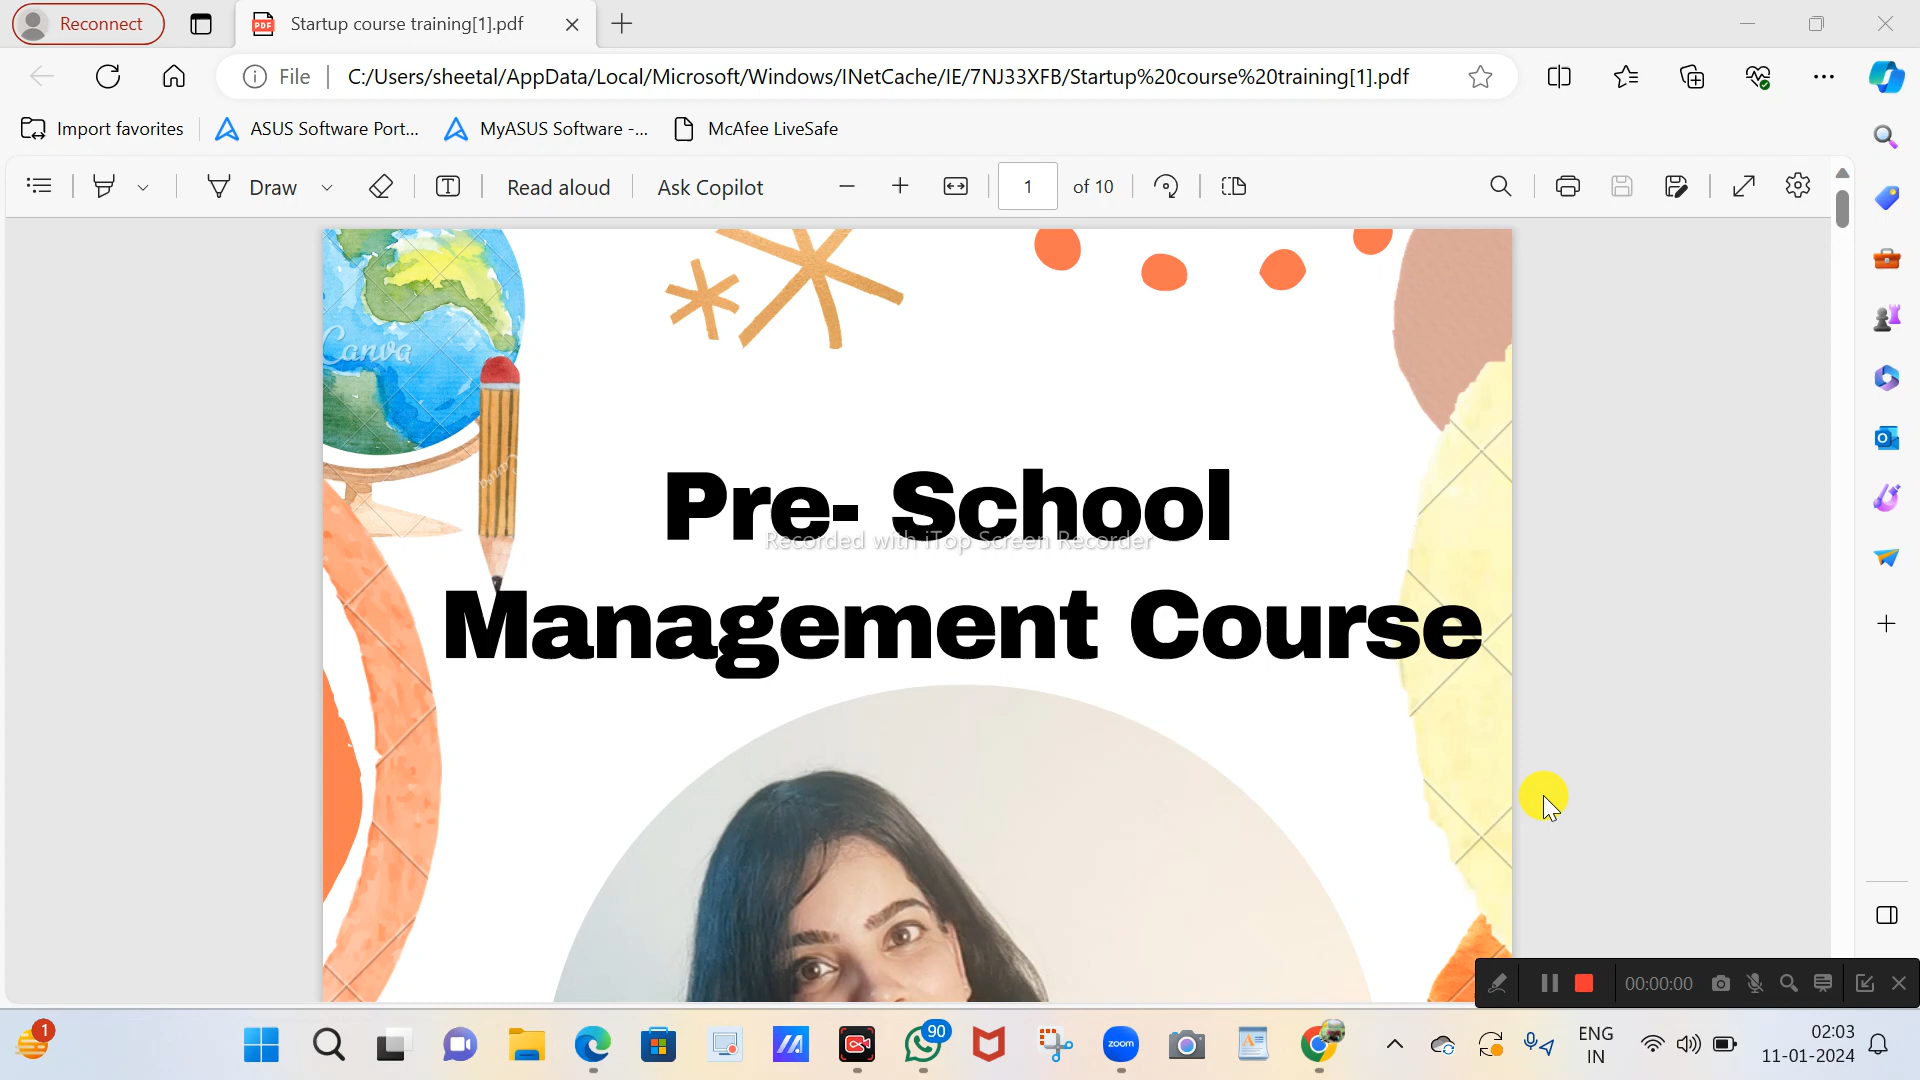 Reconnect
Startup course training[1].pdf
File
C:/Users/sheetal/AppData/Local/Microsoft/Windows/INetCache/IE/7NJ33XFB/Startup%20course%20training[1].pdf
Import favorites
ASUS Software Port...
MyASUS Software -...
McAfee LiveSafe
Draw
Read aloud
Ask Copilot
1
of 10
Canva
Pre- School
Recorded with iTop Screen Recorder
Management Course
00:00:00
1
90
zoom
ENG
IN
02:03
11-01-2024